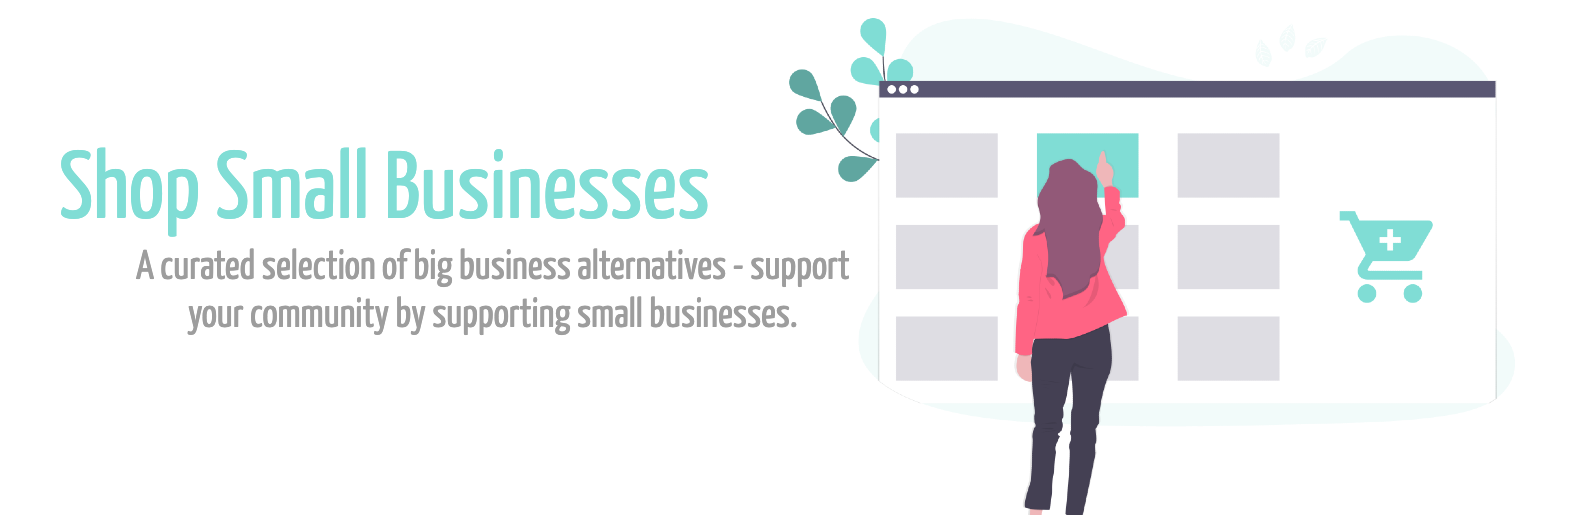 Shop Small Businesses
A curated selection of big business alternatives - support
your community by supporting small businesses.